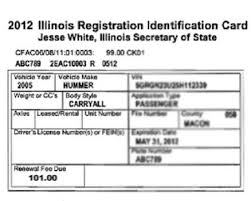 2012 Illinois Registration Identification Card
Jesse White, Illinois Secretary of State
CFAC06/08/11:01:0003: 99.00 CK01
ABC789 2EAC10003 R 0512
Vehicle Year Vehicle Make VIN
2005 HUMMER
Weight or CC's Body Style Application Type
CARRYALL PASSENGER
Axles Leased/Rental Unit Number File Number County
MACON
Driver's License Number(s) or FEIN(s) Expiration Date
MAY 31, 2012
Plate Number
ABC789
Renewal Fee Due
101.00